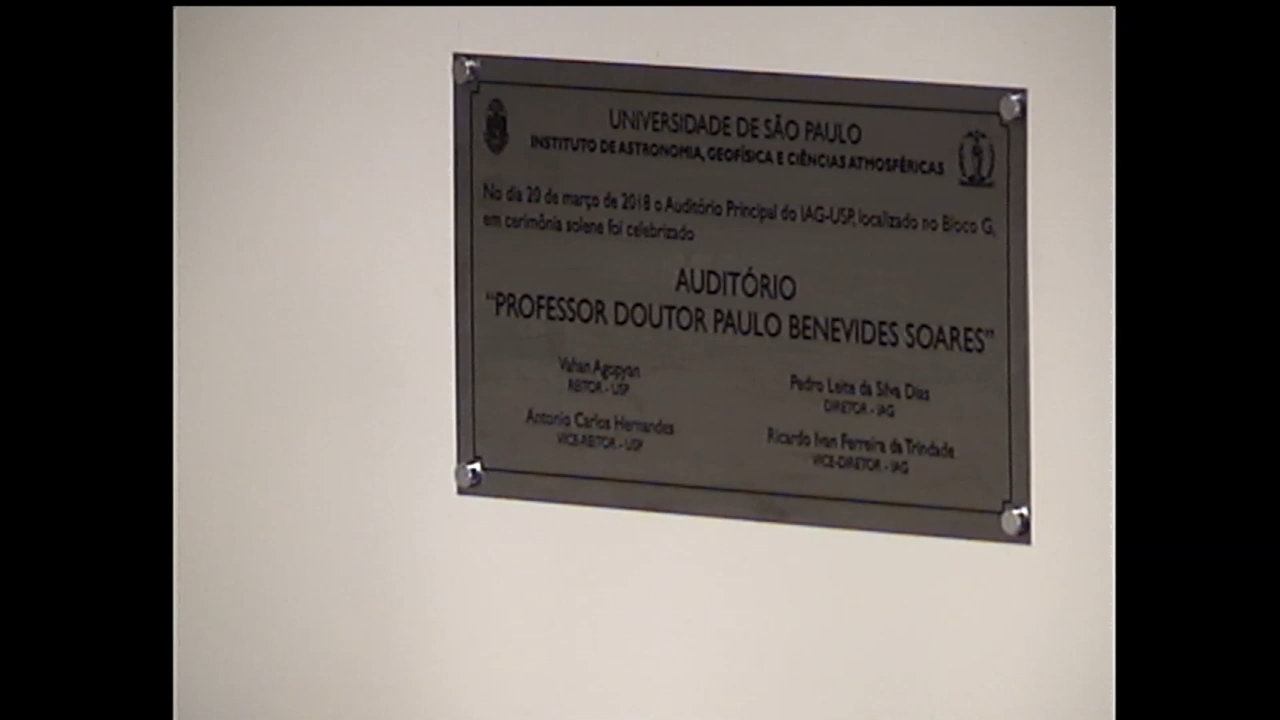 UNIVERSIDADE DE SÃO PAULO
INSTITUTO DE ASTRONOMIA, GEOFÍSICA E CIÊNCIAS ATMOSFÉRICAS
No dia 20 de março de 2018 o Auditório Principal do IAG-USP, localizado no Bloco G,
em cerimônia solene foi celebrizado
AUDITÓRIO
“PROFESSOR DOUTOR PAULO BENEVIDES SOARES”
Vahan Agopyan
REITOR - USP
Antonio Carlos Hernandes
VICE-REITOR - USP
Pedro Leite da Silva Dias
DIRETOR - IAG
Ricardo Ivan Ferreira da Trindade
VICE-DIRETOR - IAG